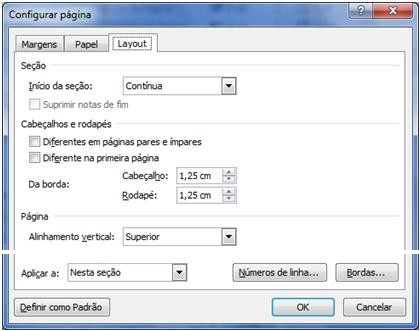 Configurar página
Margens Papel Layout
Seção
Início da seção: Contínua
Suprimir notas de fim
Cabeçalhos e rodapés
Diferentes em páginas pares e ímpares
Diferente na primeira página
Da borda: Cabeçalho: 1,25 cm
Rodapé: 1,25 cm
Página
Alinhamento vertical: Superior
Aplicar a: Nesta seção Números de linha... Bordas...
Definir como Padrão OK Cancelar